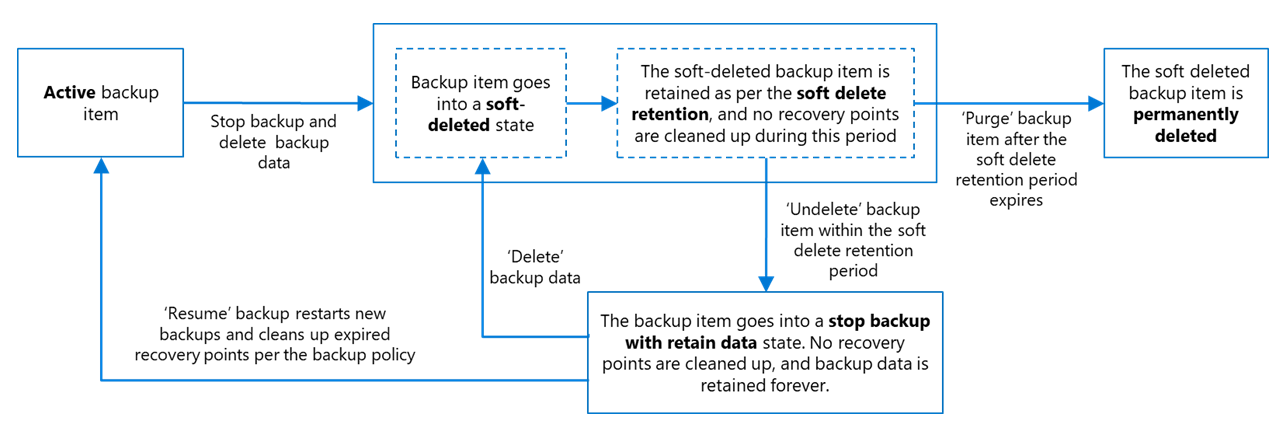 Active backup
item
Stop backup and
delete backup
data
Backup item goes
into a soft-
deleted state
The soft-deleted backup item is
retained as per the soft delete
retention, and no recovery points
are cleaned up during this period
‘Purge’ backup
item after the
soft delete
retention period
expires
The soft deleted
backup item is
permanently
deleted
‘Undelete’ backup
item within the soft
delete retention
period
‘Delete’
backup data
‘Resume’ backup restarts new
backups and cleans up expired
recovery points per the backup policy
The backup item goes into a stop backup
with retain data state. No recovery
points are cleaned up, and backup data is
retained forever.